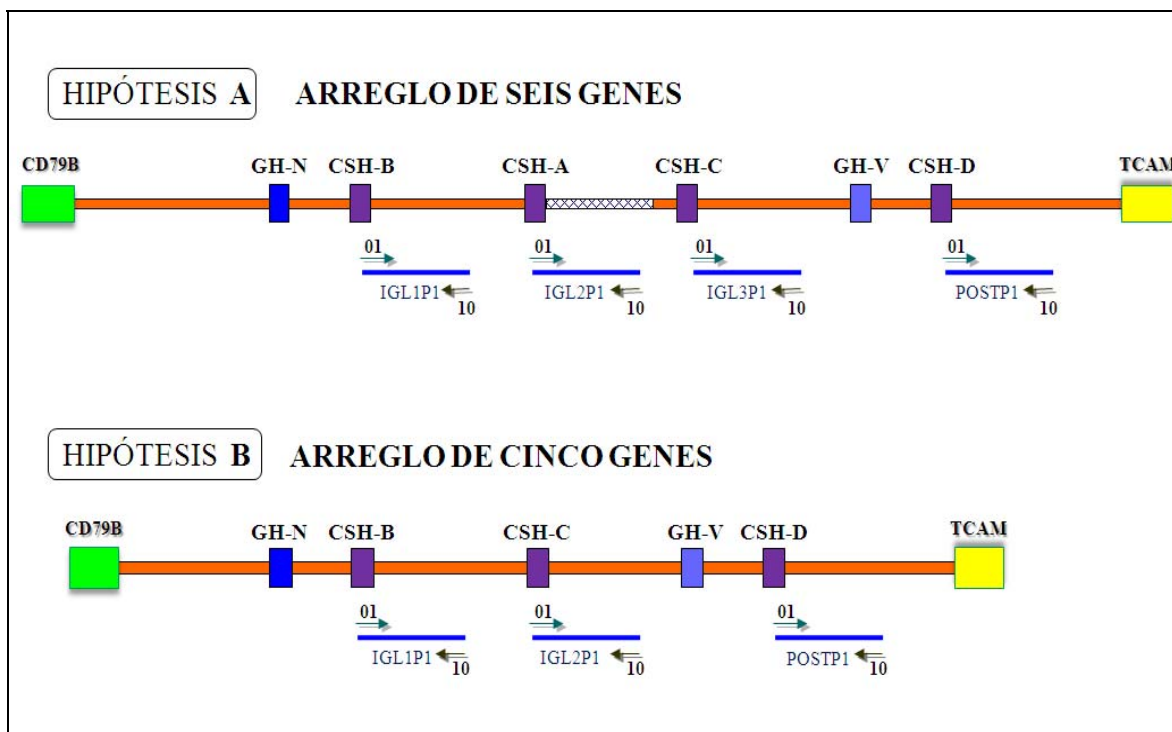 HIPÓTESIS A ARREGLO DE SEIS GENES
CD79B GH-N CSH-B CSH-A CSH-C GH-V CSH-D TCAM
01 01 01 01
IGL1P1 IGL2P1 IGL3P1 POSTP1
10 10 10 10
HIPÓTESIS B ARREGLO DE CINCO GENES
CD79B GH-N CSH-B CSH-C GH-V CSH-D TCAM
01 01 01
IGL1P1 IGL2P1 POSTP1
10 10 10